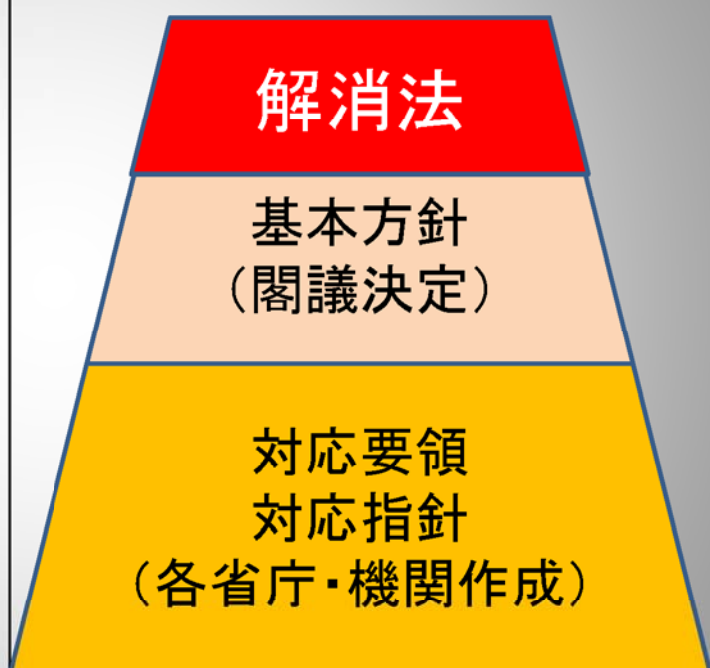 解消法
基本方針
（閣議決定）
対応要領
対応指針
（各省庁・機関作成）